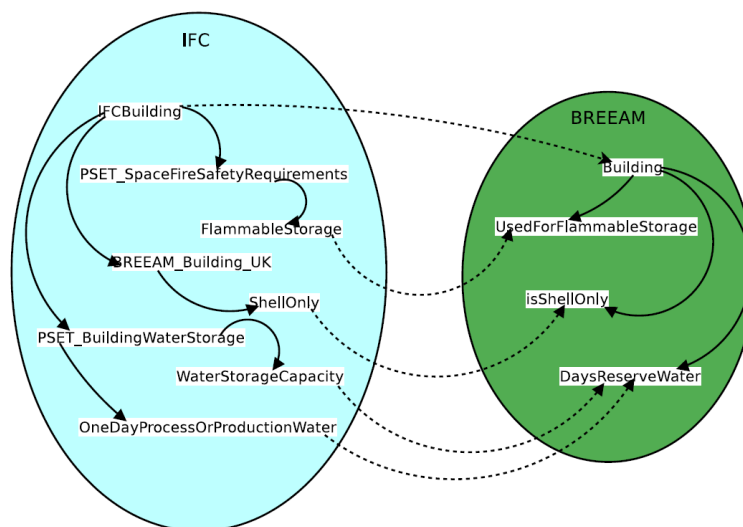 IFC
IFCBuilding
PSET_SpaceFireSafetyRequirements
FlammableStorage
BREEAM_Building_UK
ShellOnly
PSET_BuildingWaterStorage
WaterStorageCapacity
OneDayProcessOrProductionWater
BREEAM
Building
UsedForFlammableStorage
isShellOnly
DaysReserveWater